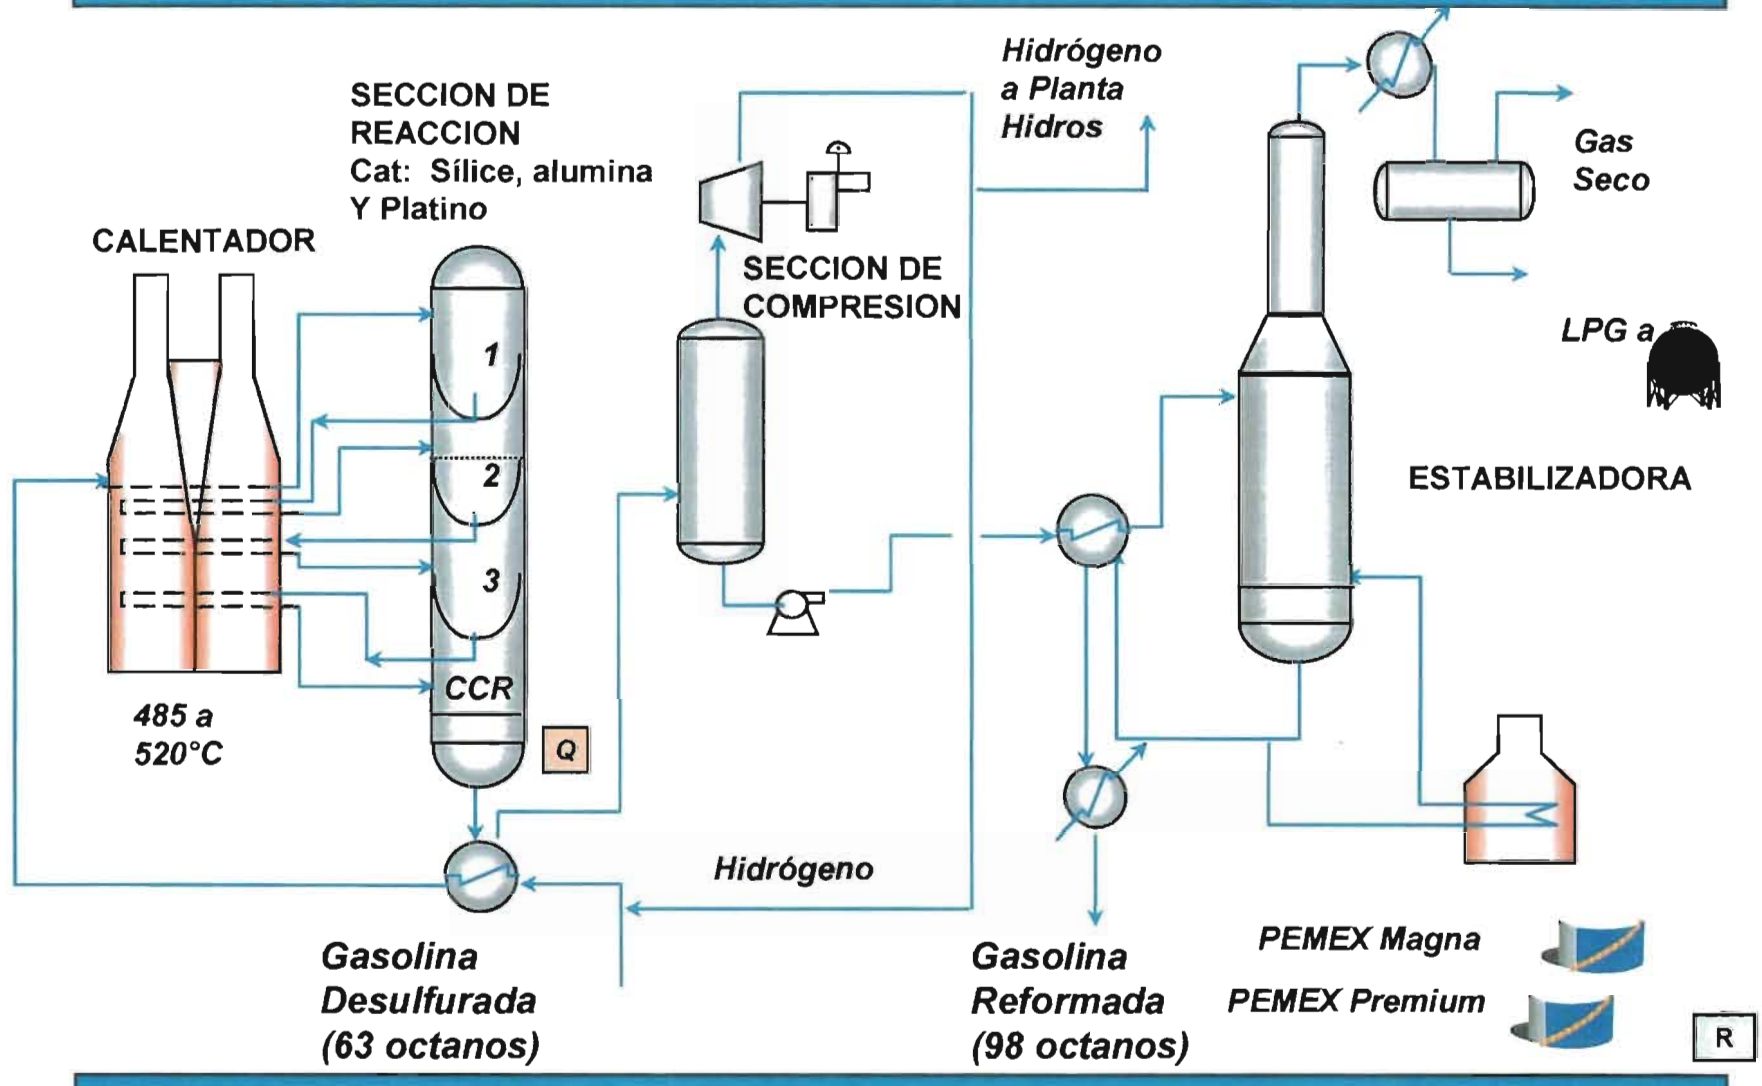 SECCION DE
REACCION
Cat: Sílice, alumina
Y Platino
CALENTADOR
485 a
520°C
1
2
3
CCR
Q
SECCION DE
COMPRESION
Hidrógeno
a Planta
Hidros
Gas
Seco
LPG a
ESTABILIZADORA
Hidrógeno
Gasolina
Desulfurada
(63 octanos)
Gasolina
Reformada
(98 octanos)
PEMEX Magna
PEMEX Premium
R